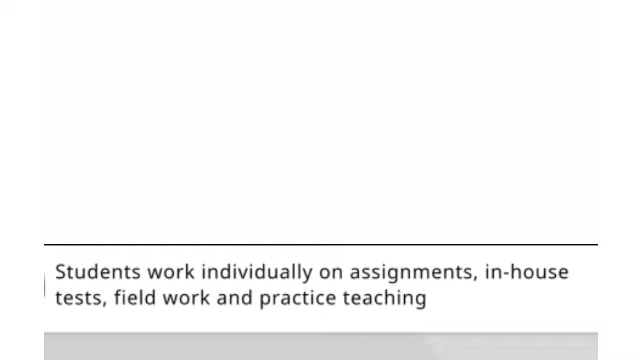 Students work individually on assignments, in-house
tests, field work and practice teaching